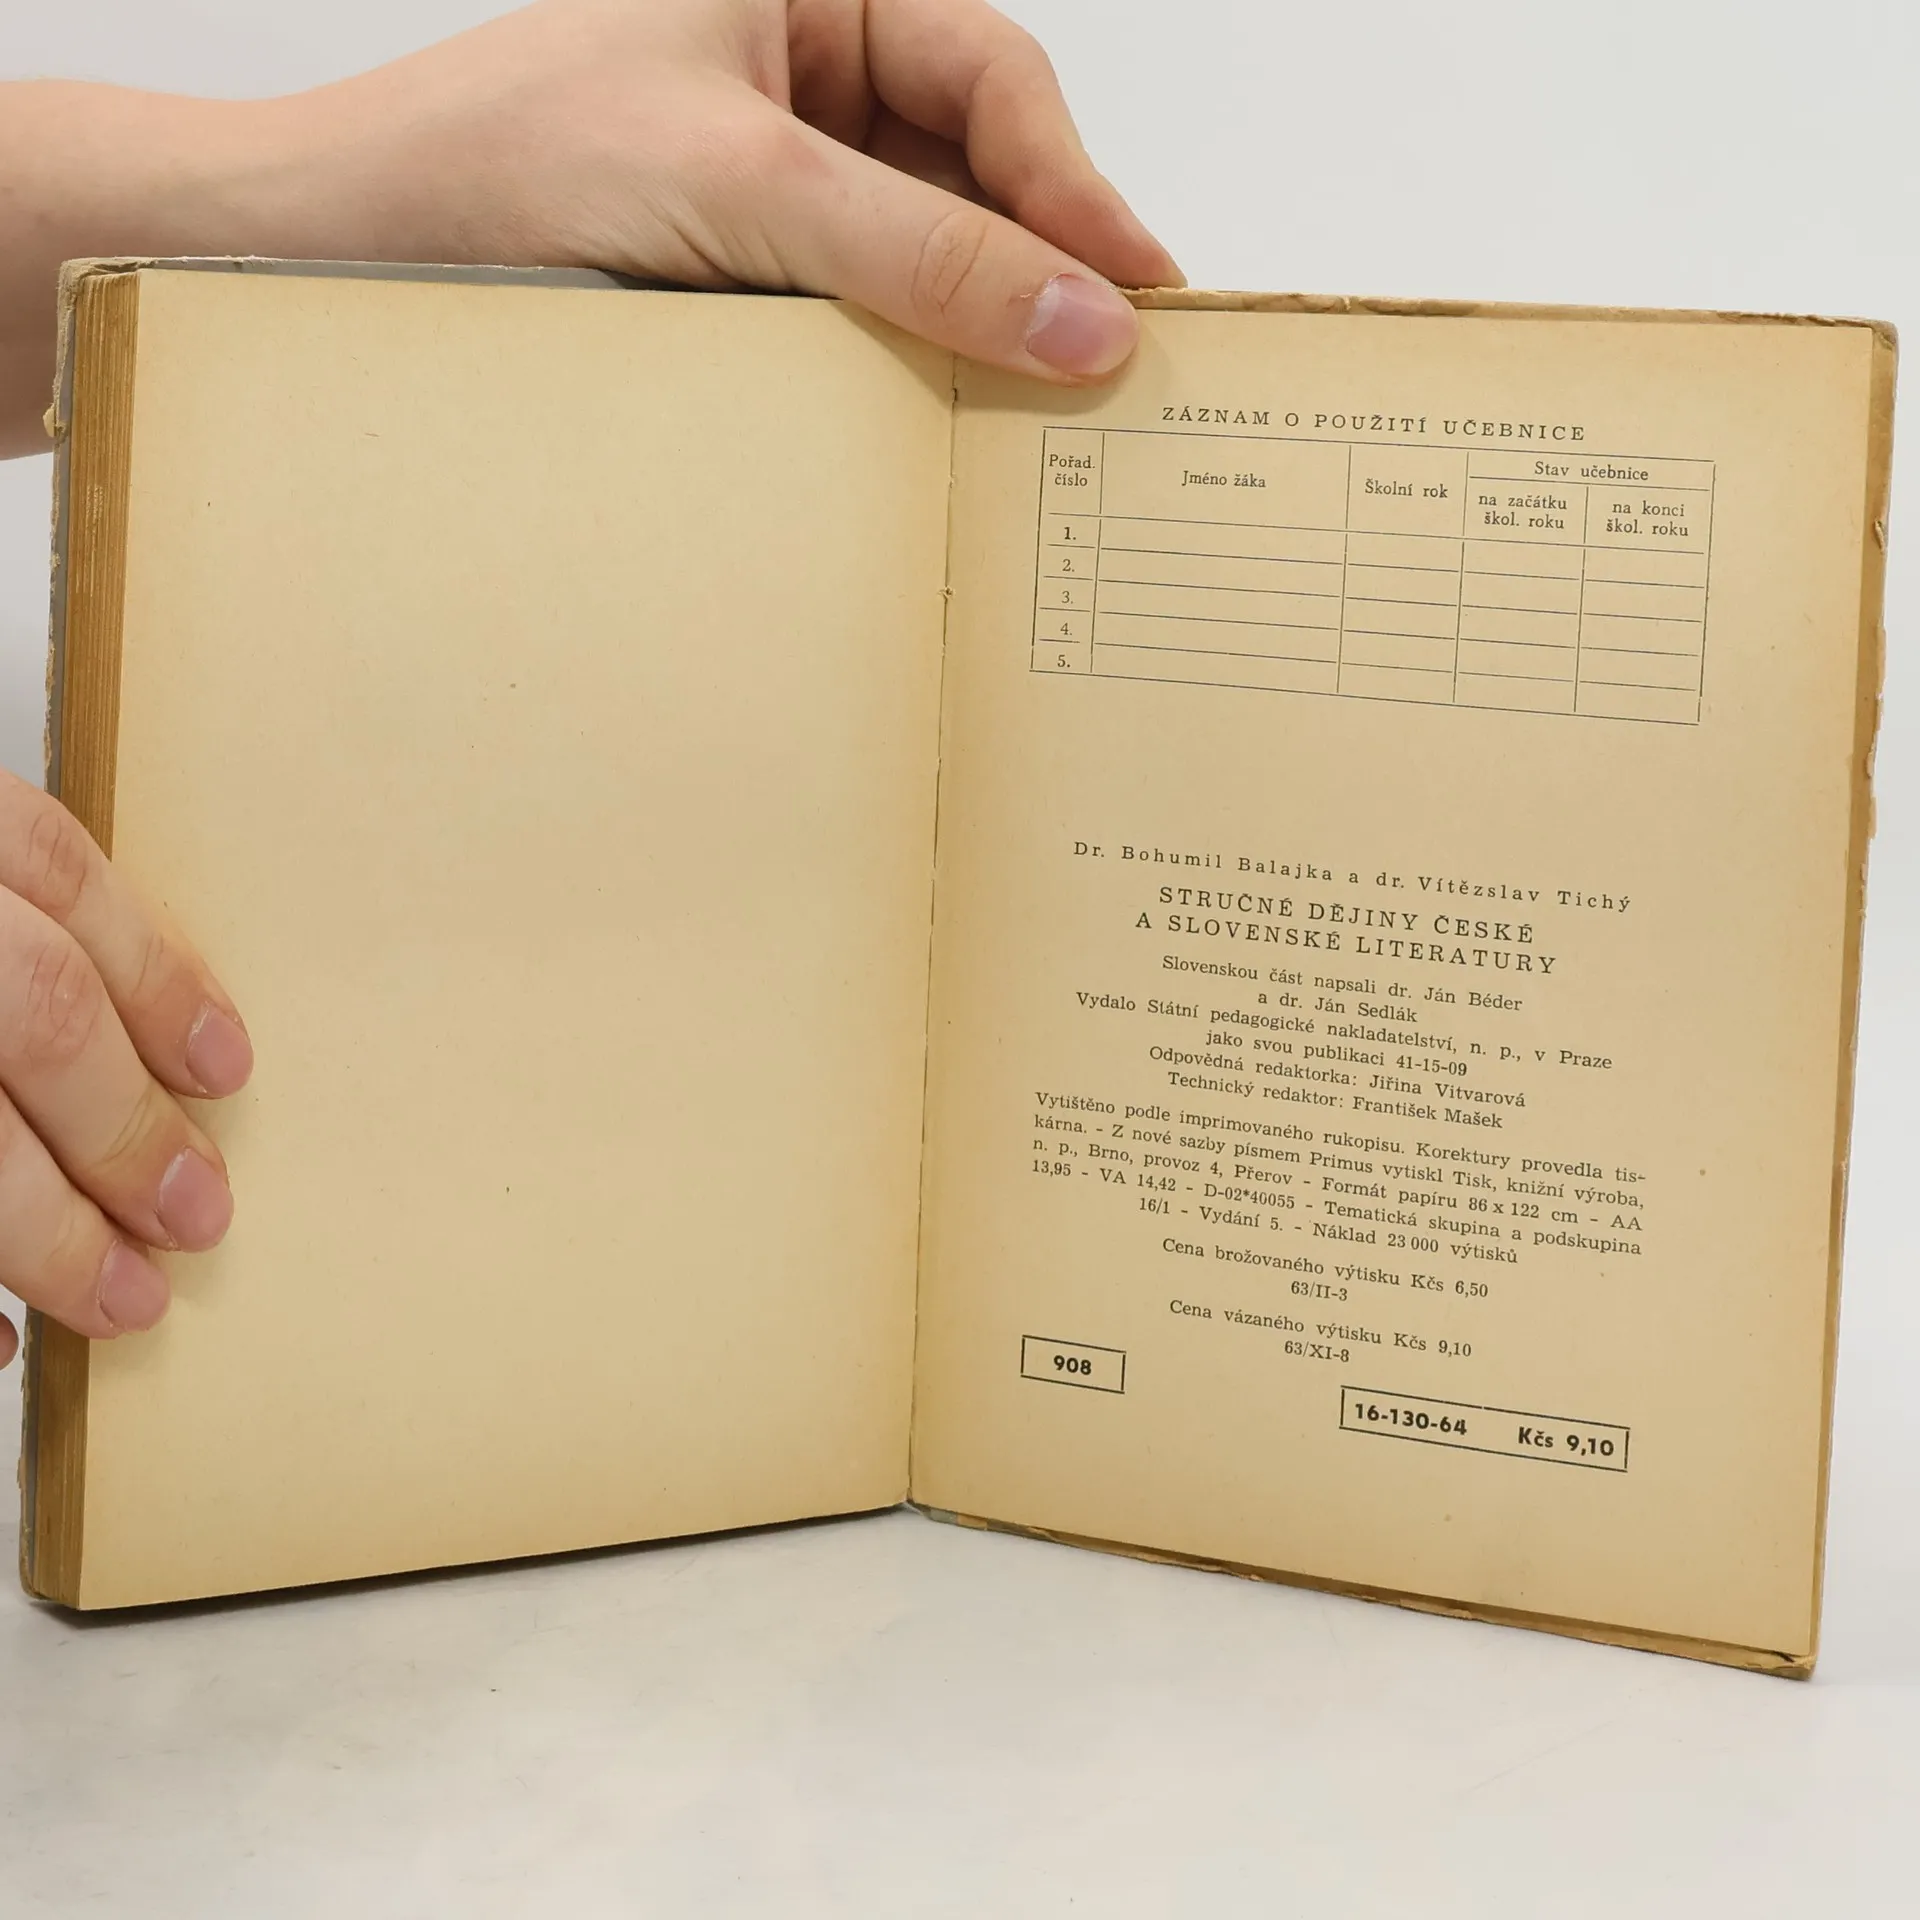 ZÁZNAM O POUŽITÍ UČEBNICE
Pořad. číslo
Jméno žáka
Školní rok
Stav učebnice
na začátku škol. roku
na konci škol. roku
1.
2.
3.
4.
5.
Dr. Bohumil Balajka a dr. Vítězslav Tichý
STRUČNÉ DĚJINY ČESKÉ
A SLOVENSKÉ LITERATURY
Slovenskou část napsali dr. Ján Béder
a dr. Ján Sedlák
Vydalo Státní pedagogické nakladatelství, n. p., v Praze
jako svou publikaci 41-15-09
Odpovědná redaktorka: Jiřina Vitvarová
Technický redaktor: František Mašek
Vytištěno podle imprimovaného rukopisu. Korektury provedla tis-
kárna. - Z nové sazby písmem Primus vytiskl Tisk, knižní výroba,
n. p., Brno, provoz 4, Přerov - Formát papíru 86 x 122 cm - AA
13,95 - VA 14,42 - D-02*40055 - Tematická skupina a podskupina
16/1 - Vydání 5. - Náklad 23 000 výtisků
Cena brožovaného výtisku Kčs 6,50
63/II-3
Cena vázaného výtisku Kčs 9,10
63/XI-8
908
16-130-64 Kčs 9,10